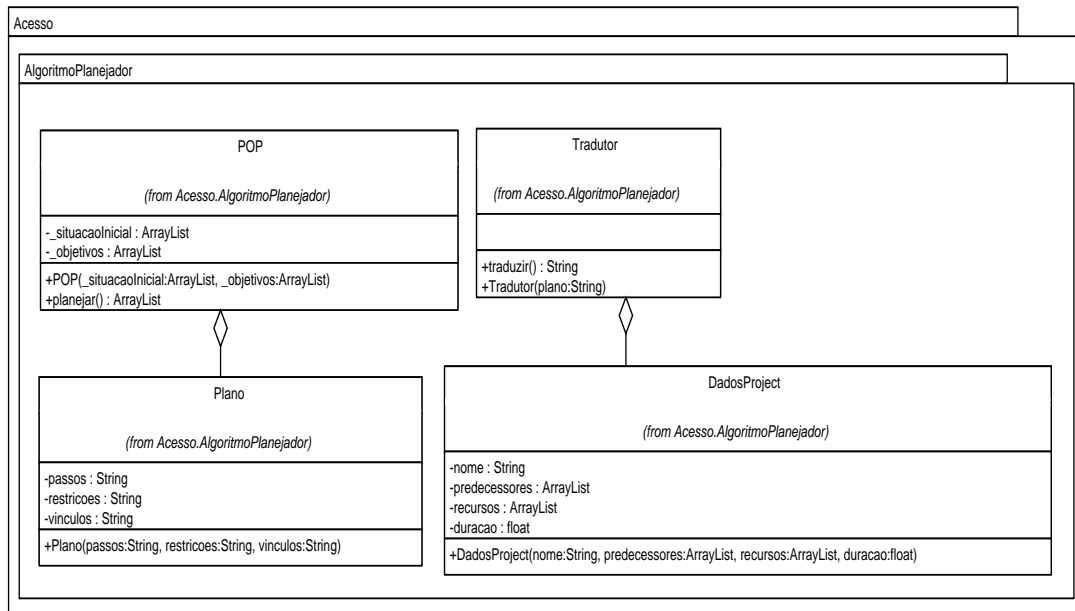 Acesso
AlgoritmoPlanejador
POP
(from Acesso.AlgoritmoPlanejador)
-_situacaoInicial : ArrayList
-_objetivos : ArrayList
+POP(_situacaoInicial:ArrayList, _objetivos:ArrayList)
+planejar() : ArrayList
Tradutor
(from Acesso.AlgoritmoPlanejador)
+traduzir() : String
+Tradutor(plano:String)
Plano
(from Acesso.AlgoritmoPlanejador)
-passos : String
-restricoes : String
-vinculos : String
+Plano(passos:String, restricoes:String, vinculos:String)
DadosProject
(from Acesso.AlgoritmoPlanejador)
-nome : String
-predecessores : ArrayList
-recursos : ArrayList
-duracao : float
+DadosProject(nome:String, predecessores:ArrayList, recursos:ArrayList, duracao:float)